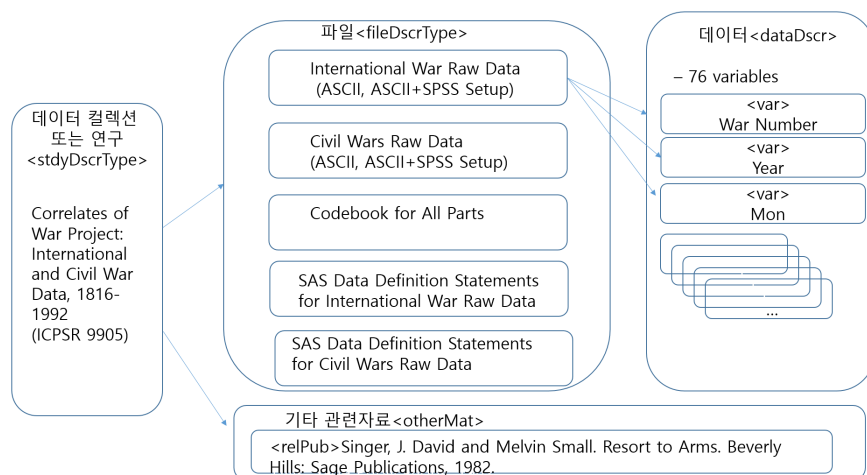 데이터 컬렉션
또는 연구
<stdyDscrType>
Correlates of
War Project:
International
and Civil War
Data, 1816-
1992
(ICPSR 9905)
파일<fileDscrType>
International War Raw Data
(ASCII, ASCII+SPSS Setup)
Civil Wars Raw Data
(ASCII, ASCII+SPSS Setup)
Codebook for All Parts
SAS Data Definition Statements
for International War Raw Data
SAS Data Definition Statements
for Civil Wars Raw Data
데이터<dataDscr>
– 76 variables
<var>
War Number
<var>
Year
<var>
Mon
...
기타 관련자료<otherMat>
<relPub>Singer, J. David and Melvin Small. Resort to Arms. Beverly
Hills: Sage Publications, 1982.